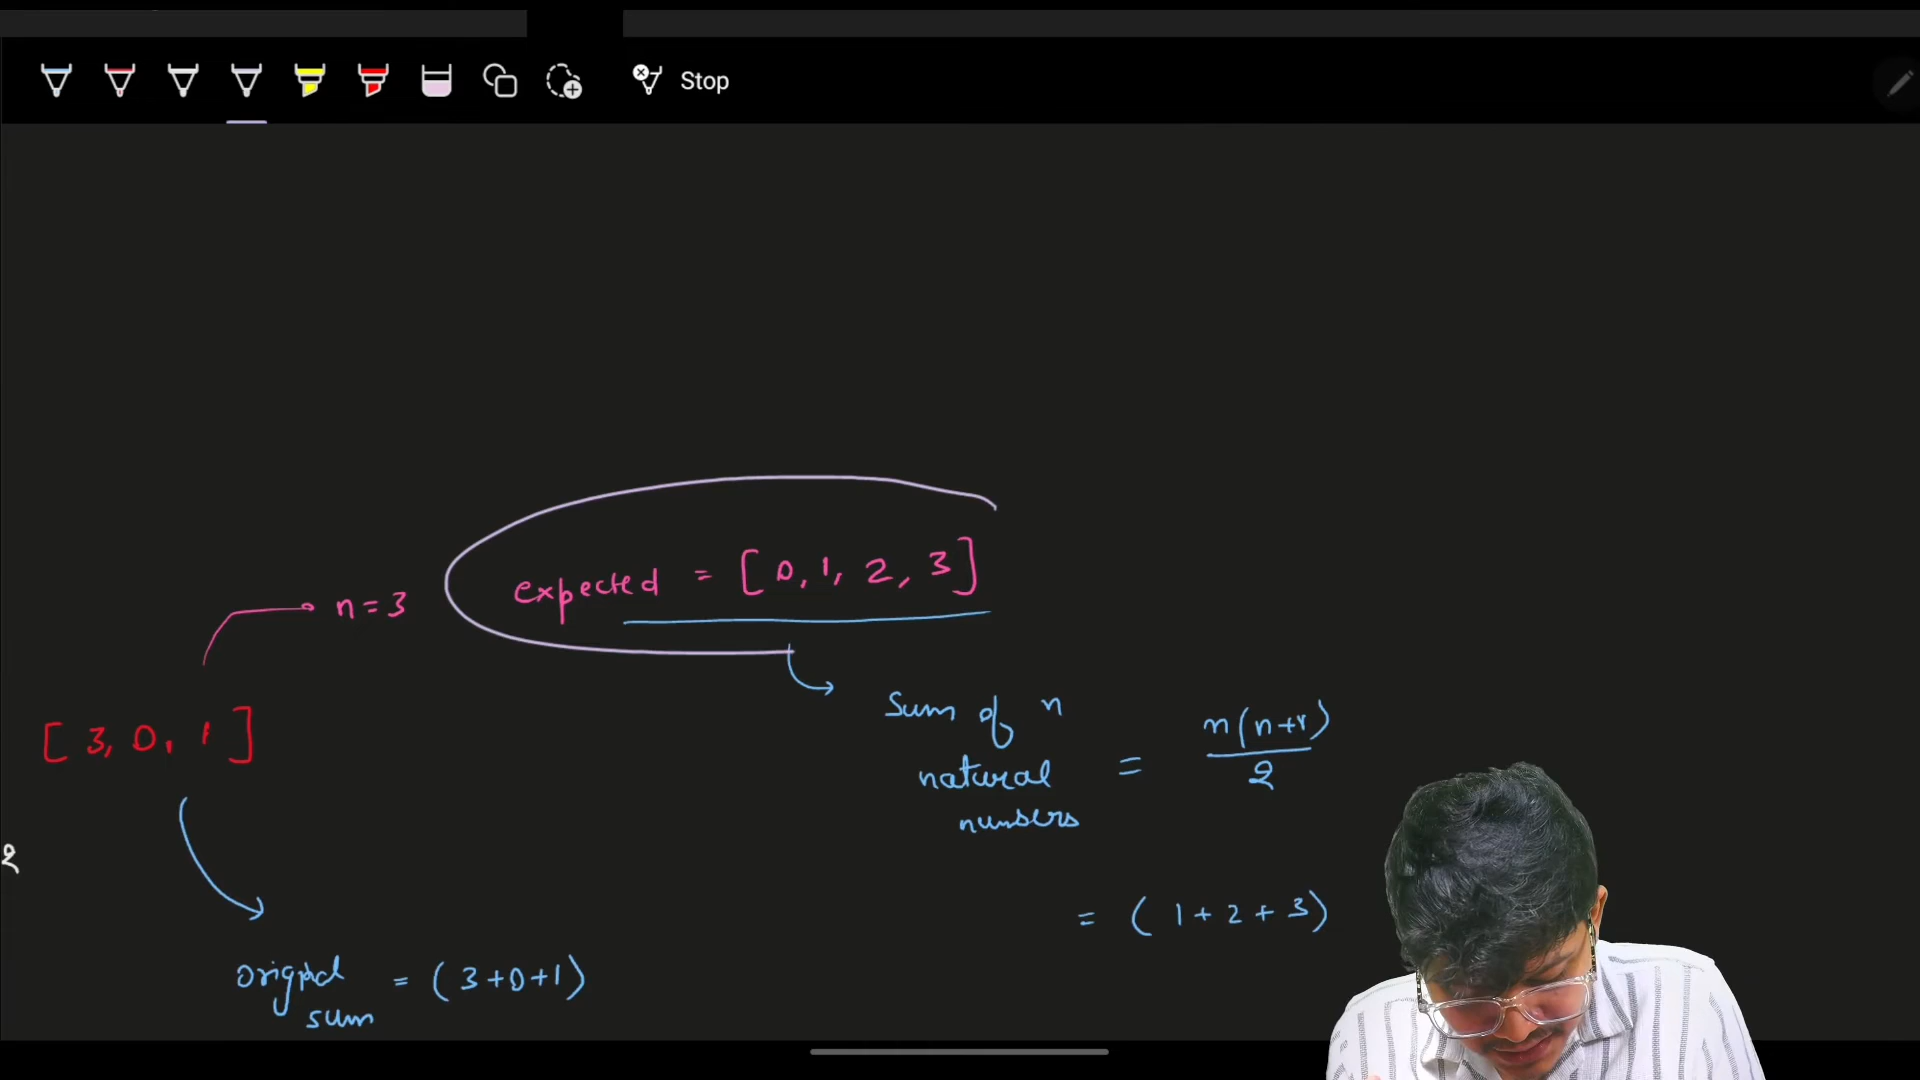 Stop
expected = [0, 1, 2, 3]
n = 3
[3, 0, 1]
Sum of n
natural
numbers
= n(n+1)
2
2
= (1 + 2 + 3)
original
sum
= (3+0+1)